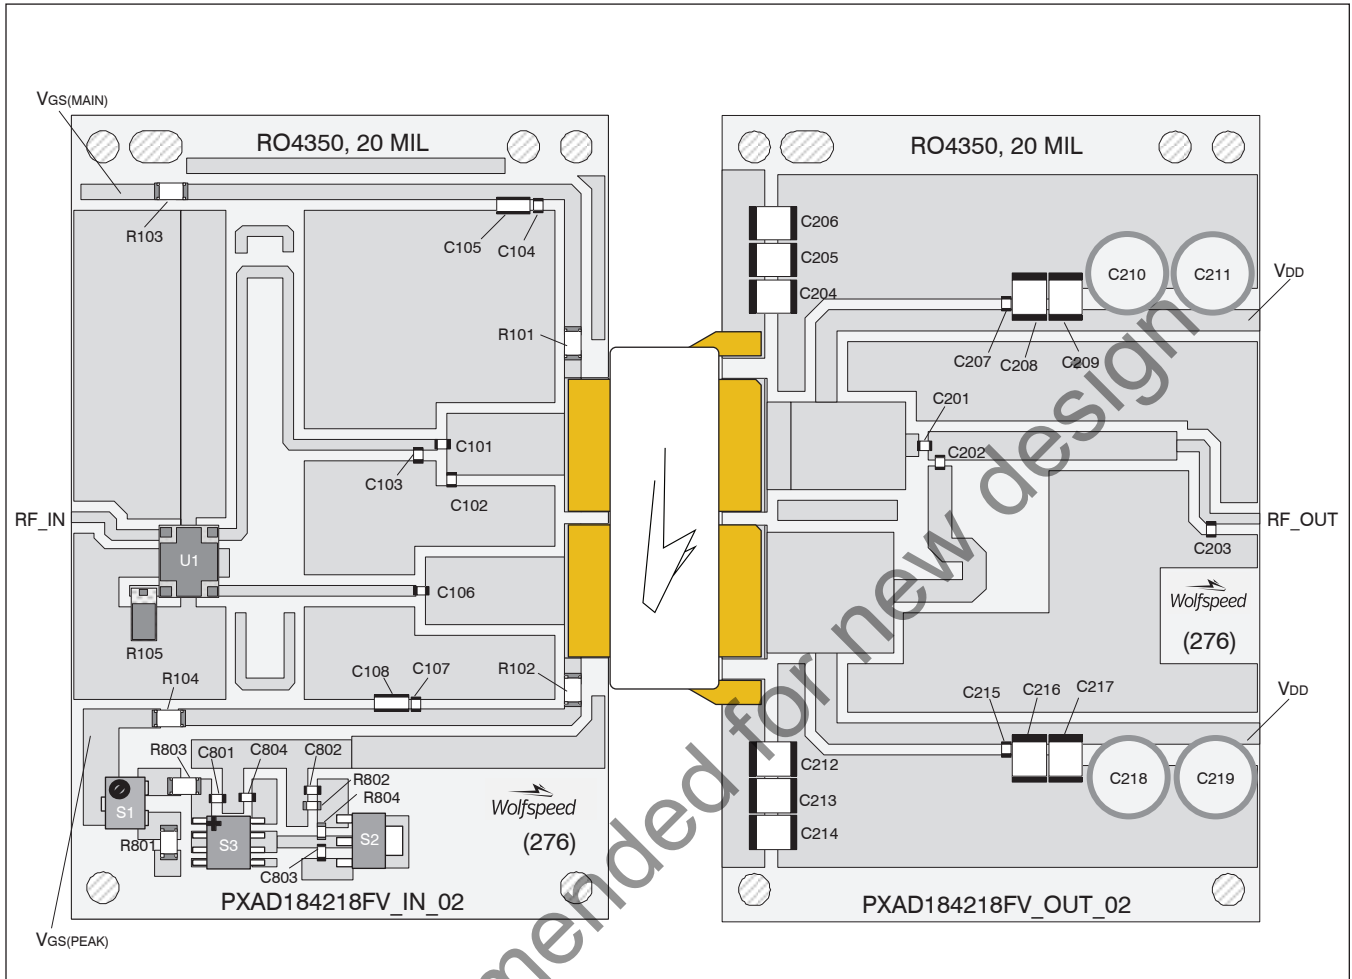 VGS(MAIN)
RO4350, 20 MIL
RO4350, 20 MIL
R103
C105
C104
C206
C205
C204
C210
C211
VDD
R101
C207
C208
C209
C201
C101
C202
C103
C102
RF_IN
RF_OUT
C203
U1
C106
Wolfspeed
(276)
R105
C108
C107
R102
R104
C215
C216
C217
VDD
R803
C801
C804
C802
R802
R804
C212
C218
C219
S1
Wolfspeed
C213
R801
S3
S2
(276)
C214
C803
PXAD184218FV_IN_02
PXAD184218FV_OUT_02
VGS(PEAK)
mended for new design